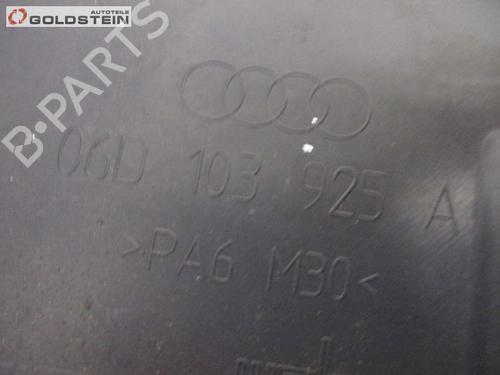 AUTOTEILE
GOLDSTEIN
B-PARTS
06D 103 925 A
>PA6 M30<